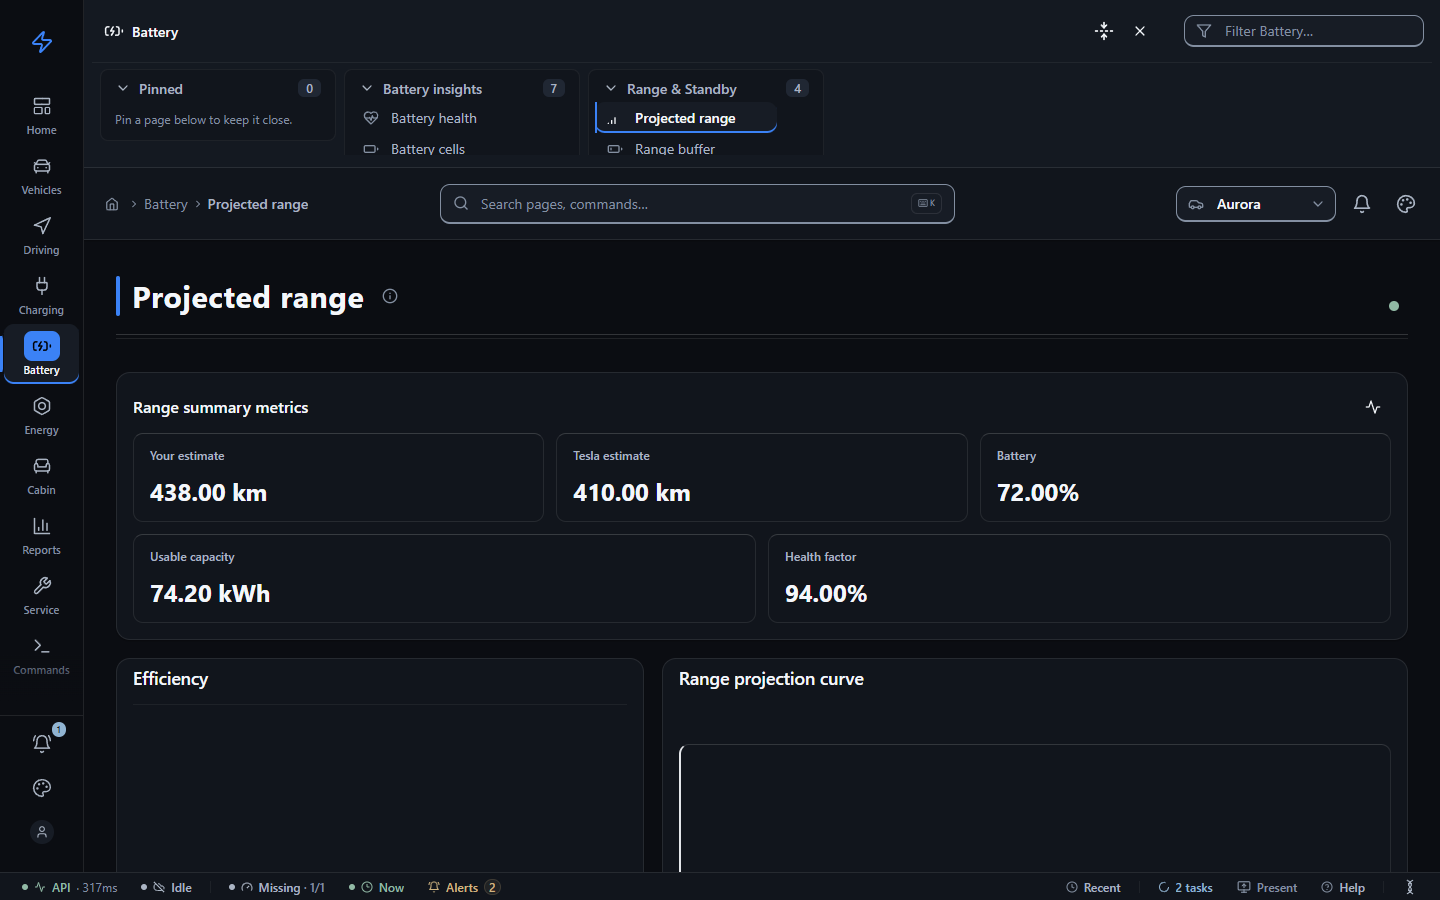 Battery
Filter Battery...
Pinned 0
Pin a page below to keep it close.
Battery insights 7
Battery health
Battery cells
Range & Standby 4
Projected range
Range buffer
Home
Vehicles
Driving
Charging
Battery
Energy
Cabin
Reports
Service
Commands
1
Battery Projected range
Search pages, commands...
K
Aurora
Projected range
Range summary metrics
Your estimate
438.00 km
Tesla estimate
410.00 km
Battery
72.00%
Usable capacity
74.20 kWh
Health factor
94.00%
Efficiency
Range projection curve
API · 317ms Idle Missing · 1/1 Now Alerts 2 Recent 2 tasks Present Help